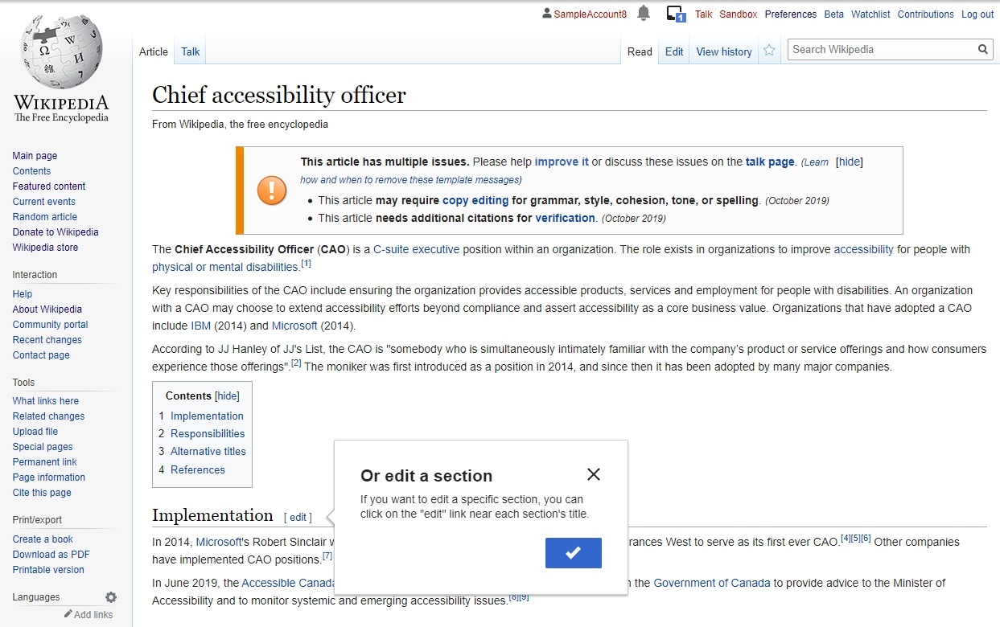 SampleAccount8 1 Talk Sandbox Preferences Beta Watchlist Contributions Log out
Article Talk Read Edit View history Search Wikipedia
Ω W И 維 7
WIKIPEDIA
The Free Encyclopedia
Main page
Contents
Featured content
Current events
Random article
Donate to Wikipedia
Wikipedia store
Interaction
Help
About Wikipedia
Community portal
Recent changes
Contact page
Tools
What links here
Related changes
Upload file
Special pages
Permanent link
Page information
Cite this page
Print/export
Create a book
Download as PDF
Printable version
Languages
Add links
Chief accessibility officer
From Wikipedia, the free encyclopedia
This article has multiple issues. Please help improve it or discuss these issues on the talk page. (Learn [hide]
how and when to remove these template messages)
• This article may require copy editing for grammar, style, cohesion, tone, or spelling. (October 2019)
• This article needs additional citations for verification. (October 2019)
The Chief Accessibility Officer (CAO) is a C-suite executive position within an organization. The role exists in organizations to improve accessibility for people with
physical or mental disabilities.[1]
Key responsibilities of the CAO include ensuring the organization provides accessible products, services and employment for people with disabilities. An organization
with a CAO may choose to extend accessibility efforts beyond compliance and assert accessibility as a core business value. Organizations that have adopted a CAO
include IBM (2014) and Microsoft (2014).
According to JJ Hanley of JJ's List, the CAO is "somebody who is simultaneously intimately familiar with the company's product or service offerings and how consumers
experience those offerings".[2] The moniker was first introduced as a position in 2014, and since then it has been adopted by many major companies.
Contents [hide]
1 Implementation
2 Responsibilities
3 Alternative titles
4 References
Or edit a section
If you want to edit a specific section, you can
click on the "edit" link near each section's title.
Implementation [ edit ]
In 2014, Microsoft's Robert Sinclair rances West to serve as its first ever CAO.[4][5][6] Other companies
have implemented CAO positions.[7]
In June 2019, the Accessible Canada the Government of Canada to provide advice to the Minister of
Accessibility and to monitor systemic and emerging accessibility issues.[8][9]